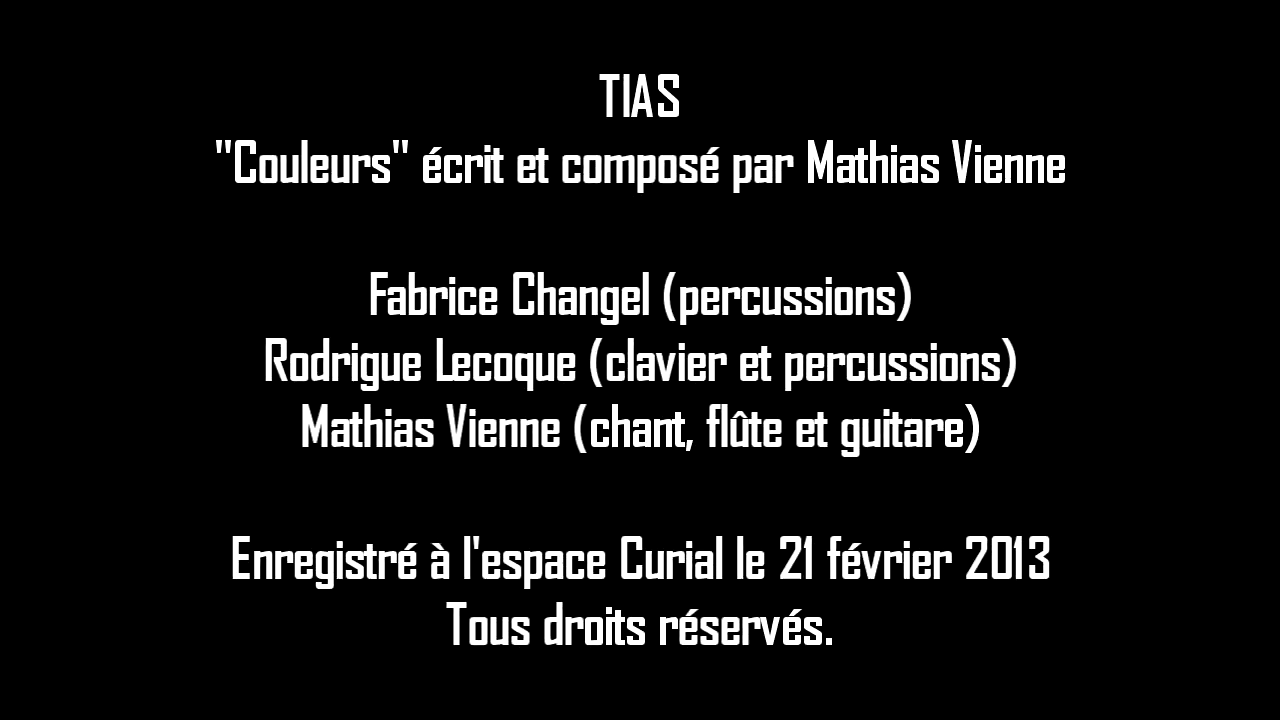 TIAS
"Couleurs" écrit et composé par Mathias Vienne
Fabrice Changel (percussions)
Rodrigue Lecoque (clavier et percussions)
Mathias Vienne (chant, flûte et guitare)
Enregistré à l'espace Curial le 21 février 2013
Tous droits réservés.